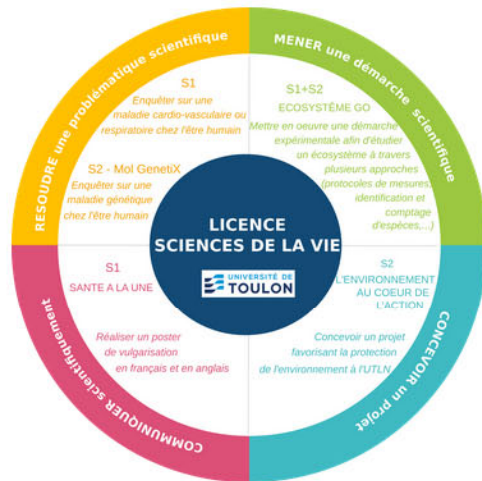 RESOUDRE une problématique scientifique
MENER une démarche scientifique
S1
Enquêter sur une
maladie cardio-vasculaire ou
respiratoire chez l'être humain
S2 - Mol GenetiX
Enquêter sur une
maladie génétique
chez l'être humain
S1+S2
ECOSYSTÈME GO
Mettre en oeuvre une démarche
expérimentale afin d'étudier
un écosystème à travers
plusieurs approches
(protocoles de mesures,
identification et
comptage
d'espèces,...)
LICENCE
SCIENCES DE LA VIE
UNIVERSITÉ DE
TOULON
S1
SANTE A LA UNE
Réaliser un poster
de vulgarisation
en français et en anglais
S2
L'ENVIRONNEMENT
AU COEUR DE
L'ACTION
Concevoir un projet
favorisant la protection
de l'environnement à l'UTLN
COMMUNIQUER scientifiquement
CONCEVOIR un projet